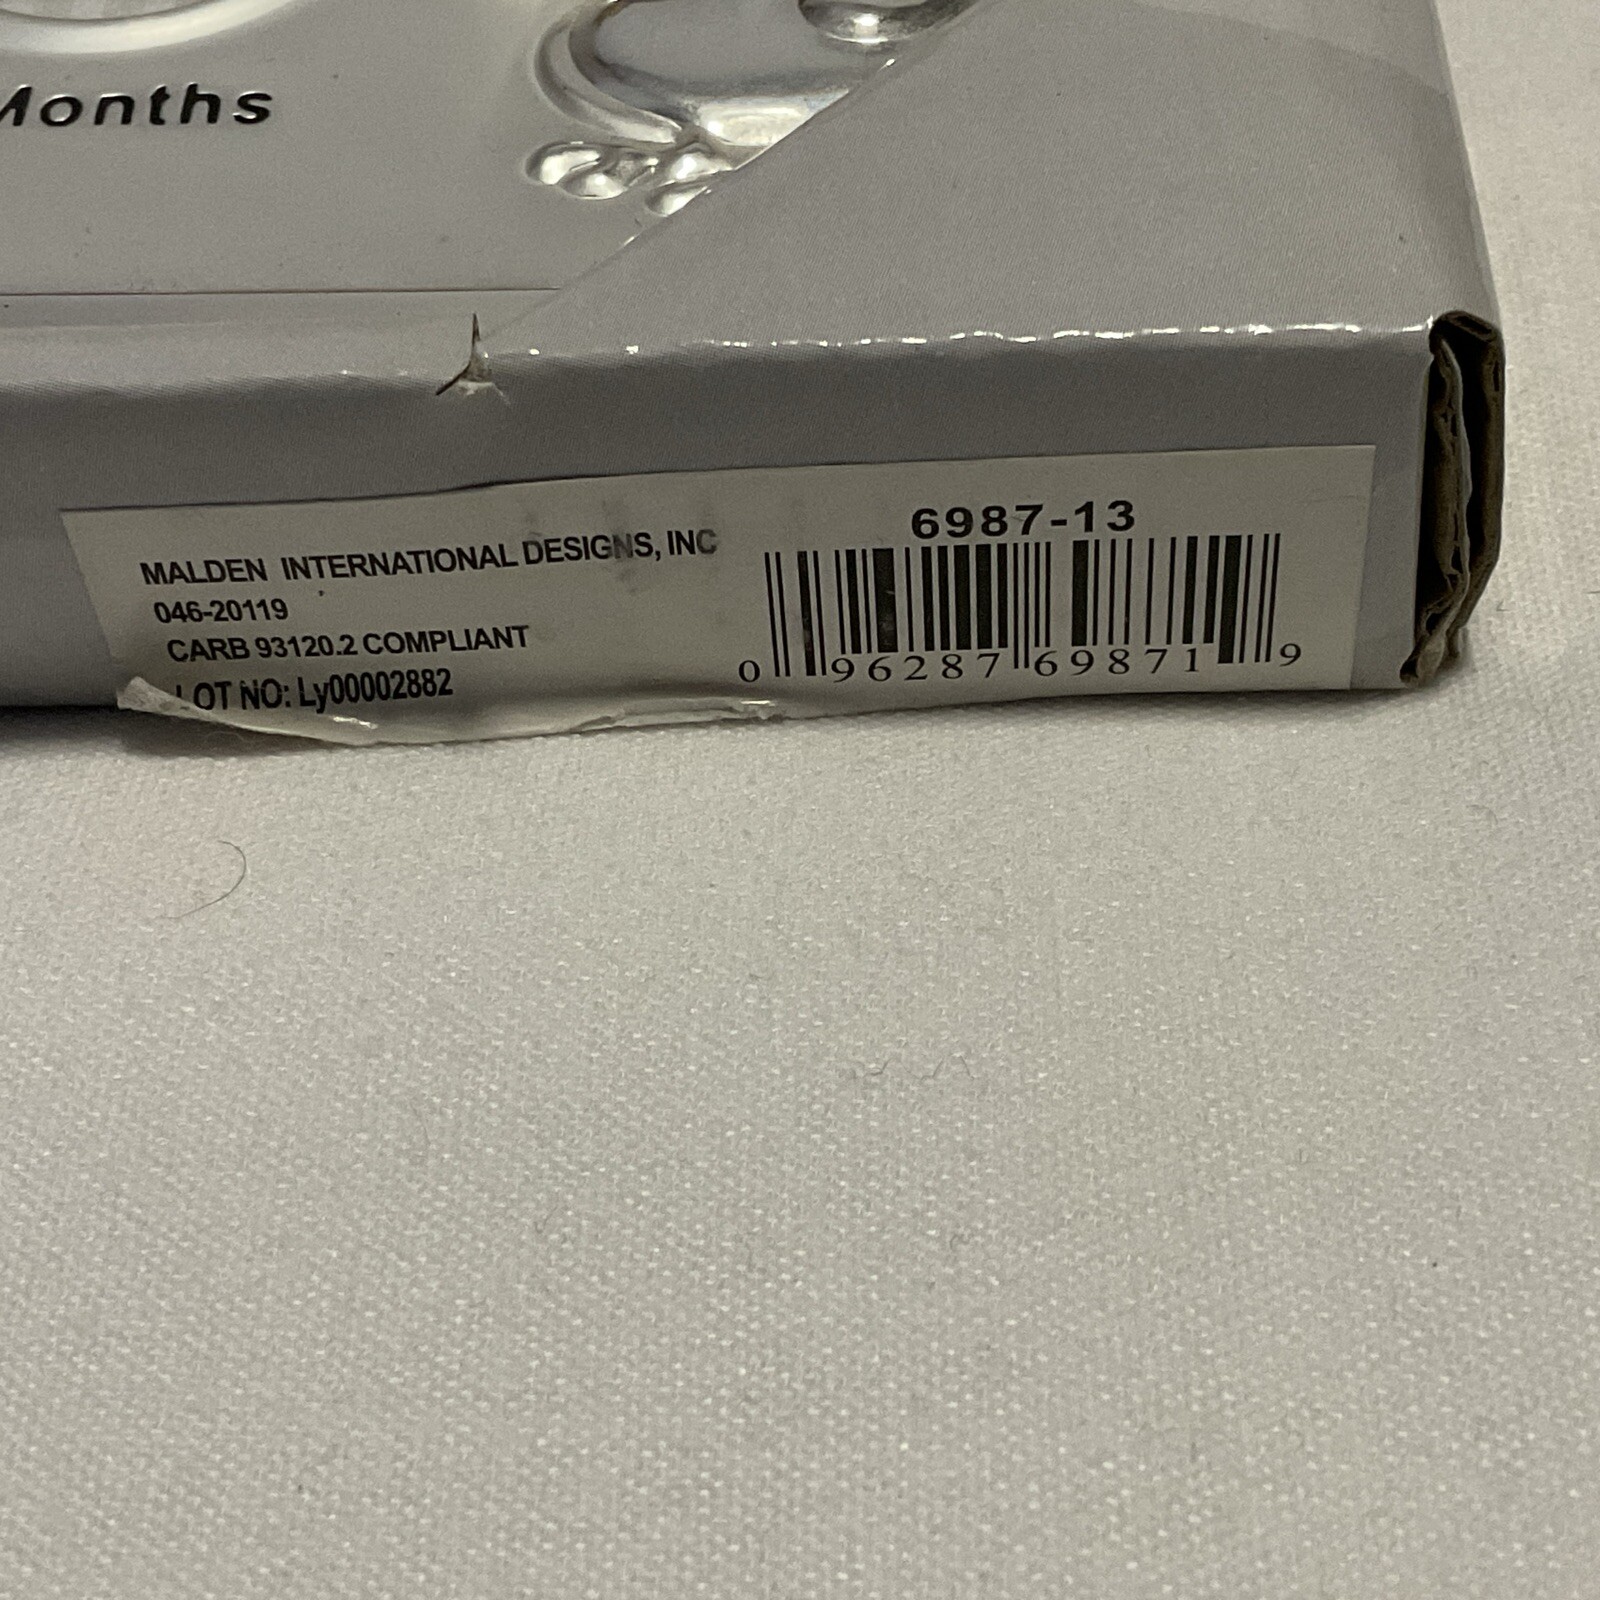 Months
MALDEN INTERNATIONAL DESIGNS, INC
046-20119
CARB 93120.2 COMPLIANT
LOT NO: Ly00002882
6987-13
0 96287 69871 9